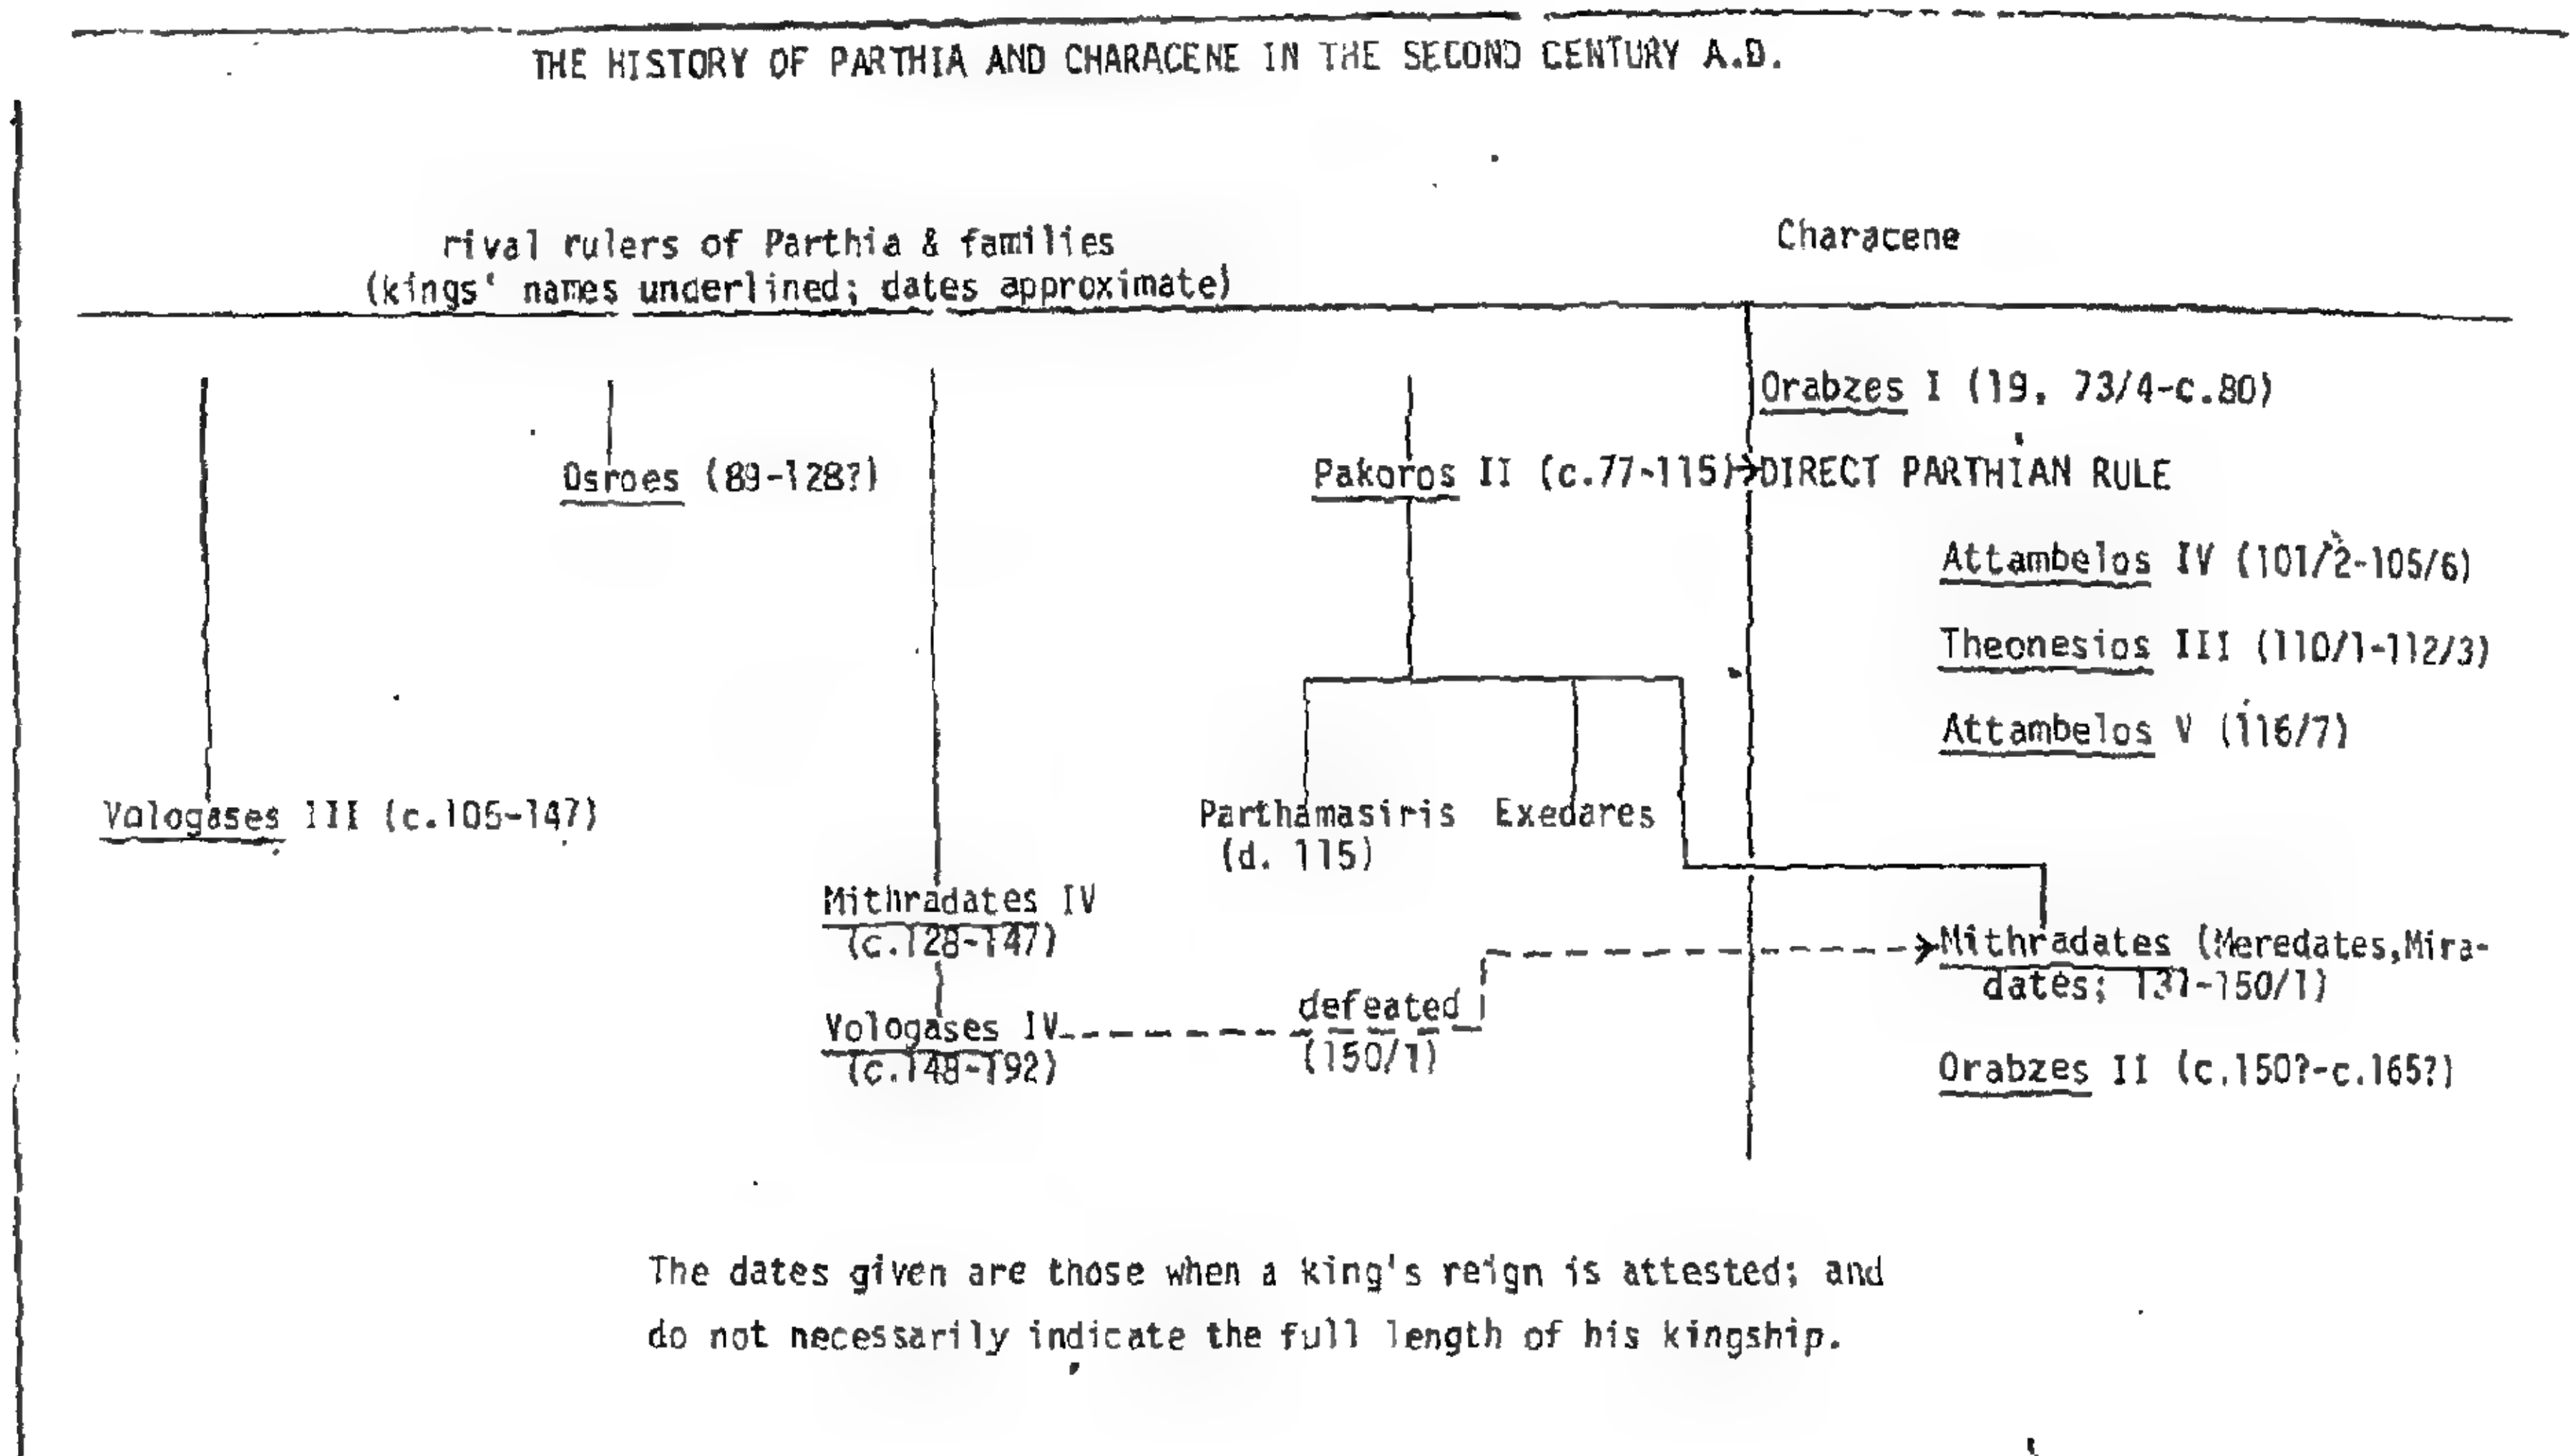 THE HISTORY OF PARTHIA AND CHARACENE IN THE SECOND CENTURY A.D.
rival rulers of Parthia & families
(kings' names underlined; dates approximate)
Characene
Orabzes I (19, 73/4-c.80)
Osroes (89-128?)
Pakoros II (c.77-115)
DIRECT PARTHIAN RULE
Attambelos IV (101/2-105/6)
Theonesios III (110/1-112/3)
Attambelos V (116/7)
Vologases III (c.105-147)
Parthamasiris
(d. 115)
Exedares
Mithradates IV
(c.128-147)
Mithradates (Meredates,Mira-
dates; 131-150/1)
Vologases IV
(c.148-192)
defeated
(150/1)
Orabzes II (c.150?-c.165?)
The dates given are those when a king's reign is attested; and
do not necessarily indicate the full length of his kingship.